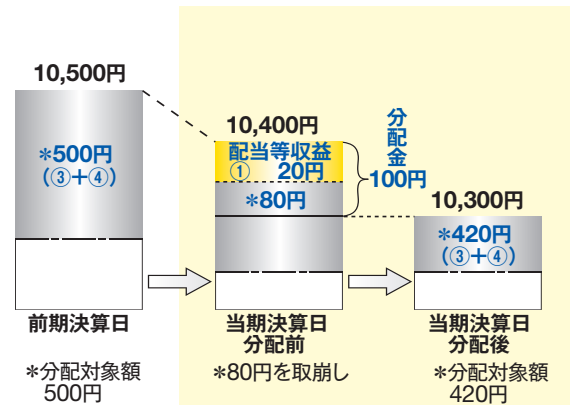 10,500円
*500円
(③+④)
前期決算日
*分配対象額
500円
10,400円
配当等収益
① 20円
*80円
分配金
100円
当期決算日
分配前
*80円を取崩し
10,300円
*420円
(③+④)
当期決算日
分配後
*分配対象額
420円